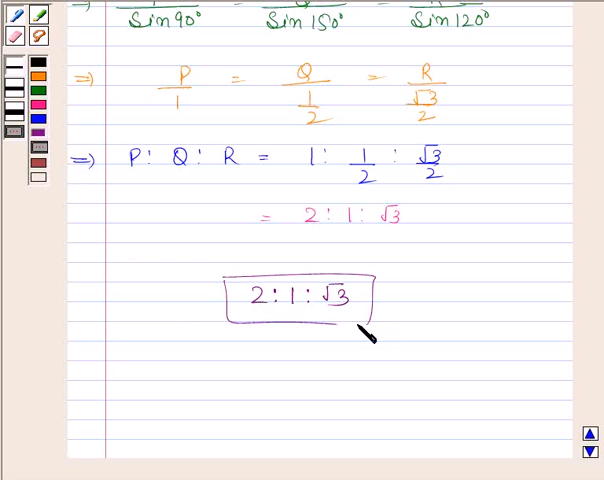 ⇒ Sin 90° = Sin 150° = Sin 120°
⇒ P/1 = Q/(1/2) = R/(√3/2)
⇒ P : Q : R = 1 : 1/2 : √3/2
= 2 : 1 : √3
2 : 1 : √3